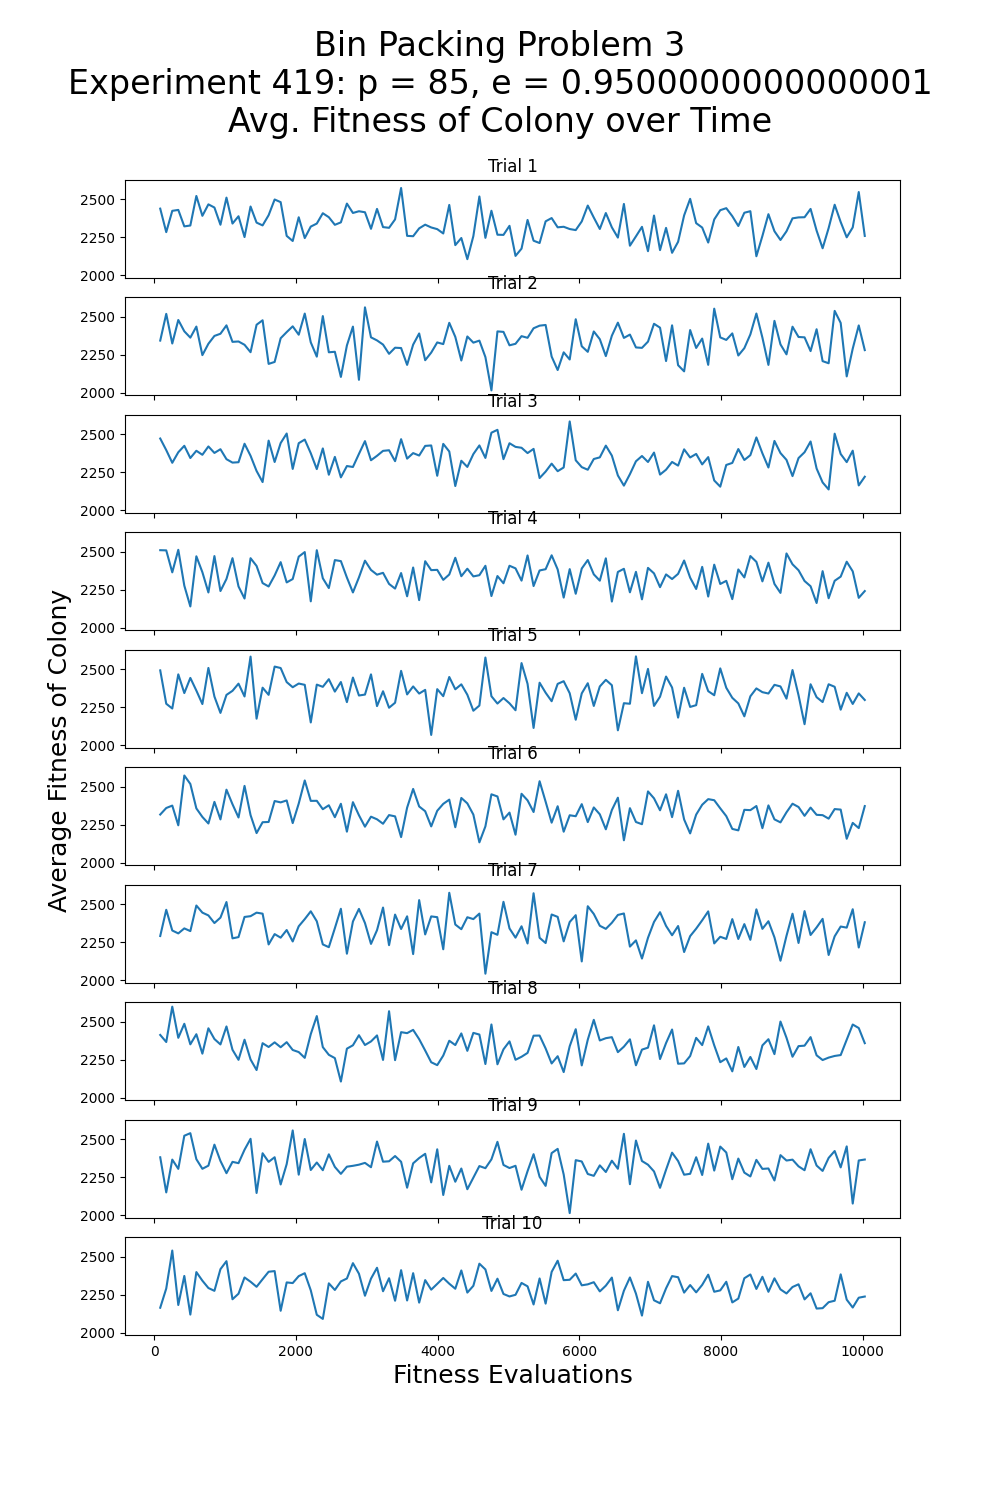 Bin Packing Problem 3
Experiment 419: p = 85, e = 0.9500000000000001
Avg. Fitness of Colony over Time
Trial 1
2500
2250
2000
Trial 2
2500
2250
2000
Trial 3
2500
2250
2000
Trial 4
2500
2250
2000
Trial 5
2500
2250
2000
Trial 6
2500
2250
2000
Trial 7
2500
2250
2000
Trial 8
2500
2250
2000
Trial 9
2500
2250
2000
Trial 10
2500
2250
2000
0 2000 4000 6000 8000 10000
Fitness Evaluations
Average Fitness of Colony